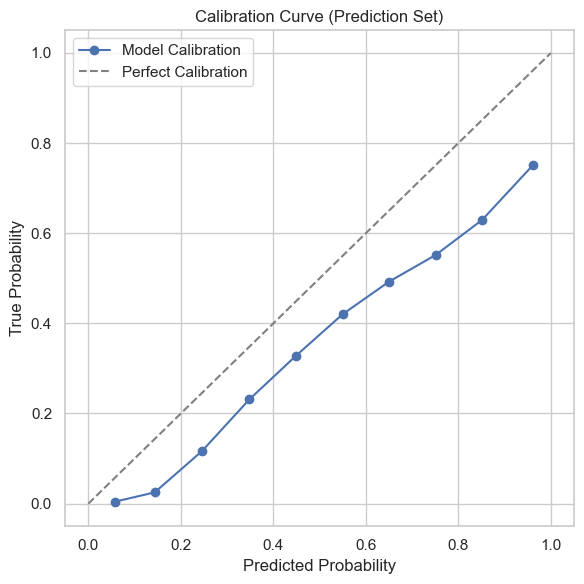 Calibration Curve (Prediction Set)
Model Calibration
Perfect Calibration
True Probability
1.0
0.8
0.6
0.4
0.2
0.0
0.0 0.2 0.4 0.6 0.8 1.0
Predicted Probability